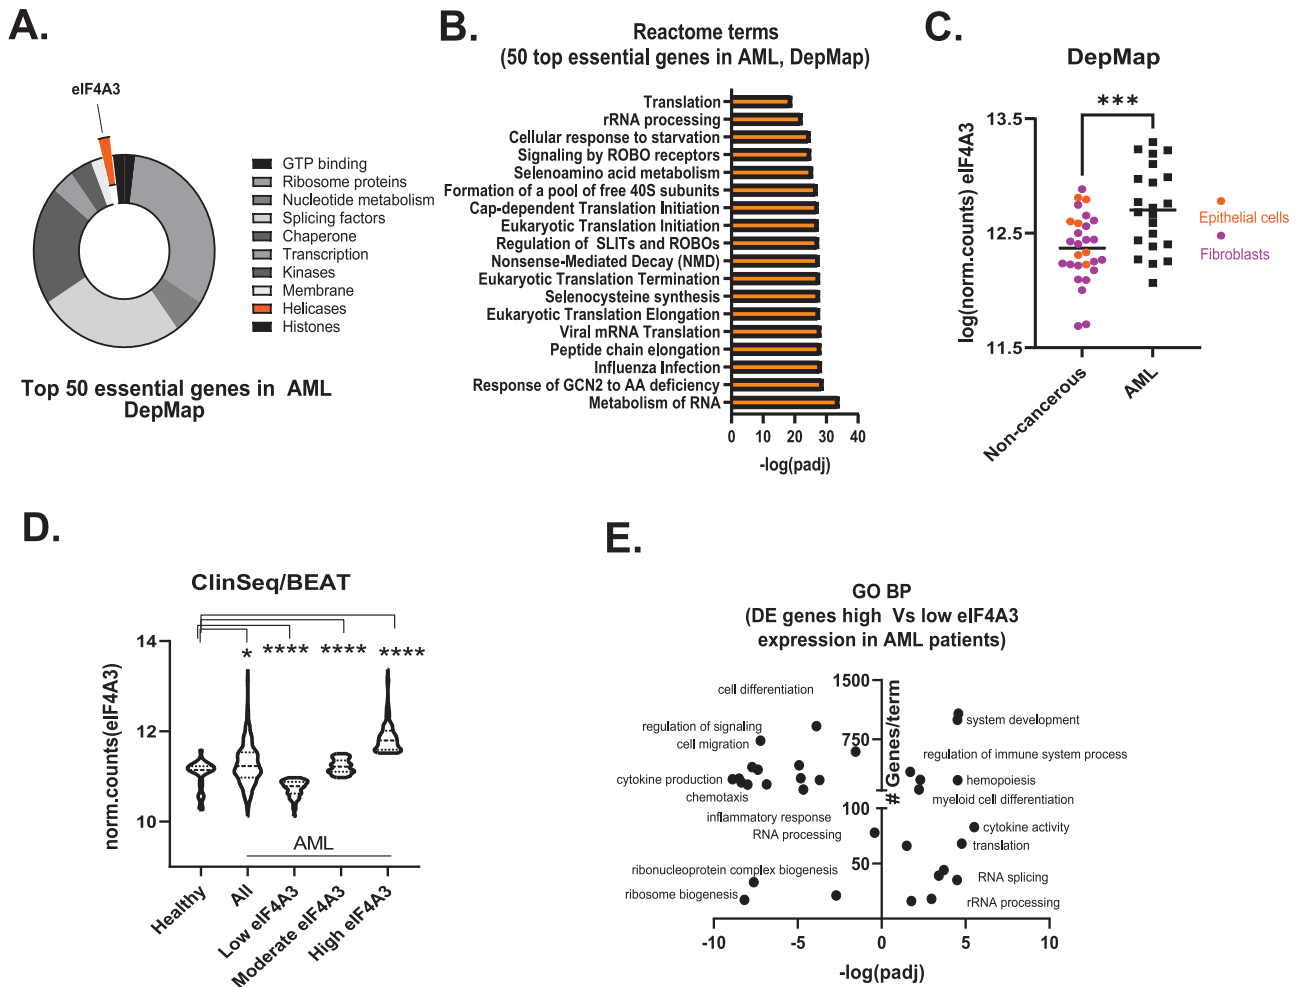 A.
eIF4A3
GTP binding
Ribosome proteins
Nucleotide metabolism
Splicing factors
Chaperone
Transcription
Kinases
Membrane
Helicases
Histones
Top 50 essential genes in AML
DepMap
B.
Reactome terms
(50 top essential genes in AML, DepMap)
Translation
rRNA processing
Cellular response to starvation
Signaling by ROBO receptors
Selenoamino acid metabolism
Formation of a pool of free 40S subunits
Cap-dependent Translation Initiation
Eukaryotic Translation Initiation
Regulation of SLITs and ROBOs
Nonsense-Mediated Decay (NMD)
Eukaryotic Translation Termination
Selenocysteine synthesis
Eukaryotic Translation Elongation
Viral mRNA Translation
Peptide chain elongation
Influenza Infection
Response of GCN2 to AA deficiency
Metabolism of RNA
0 10 20 30 40
-log(padj)
C.
DepMap
***
log(norm.counts) eIF4A3
13.5
12.5
11.5
Non-cancerous
AML
Epithelial cells
Fibroblasts
D.
ClinSeq/BEAT
norm.counts(eIF4A3)
14
12
10
* **** **** ****
AML
Healthy
All
Low eIF4A3
Moderate eIF4A3
High eIF4A3
E.
GO BP
(DE genes high Vs low eIF4A3
expression in AML patients)
# Genes/term
1500
750
100
50
cell differentiation
regulation of signaling
cell migration
cytokine production
chemotaxis
inflammatory response
RNA processing
ribonucleoprotein complex biogenesis
ribosome biogenesis
system development
regulation of immune system process
hemopoiesis
myeloid cell differentiation
cytokine activity
translation
RNA splicing
rRNA processing
-10 -5 0 5 10
-log(padj)